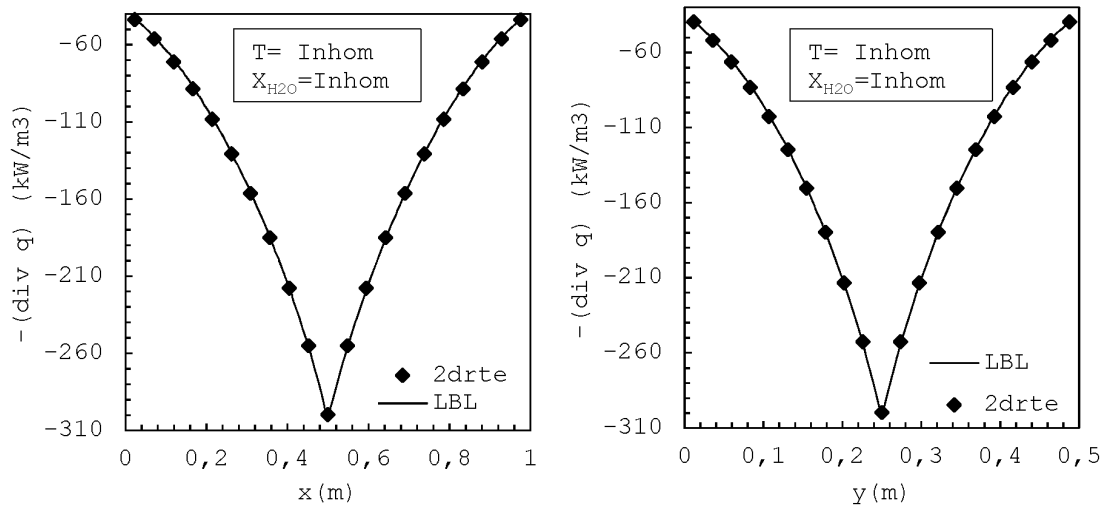 -60
-110
-160
-210
-260
-310
-(div q) (kW/m3)
T= Inhom
X_H2O=Inhom
2drte
LBL
0
0,2
0,4
0,6
0,8
1
x(m)
-60
-110
-160
-210
-260
-310
-(div q) (kW/m3)
T= Inhom
X_H2O=Inhom
LBL
2drte
0
0,1
0,2
0,3
0,4
0,5
y(m)